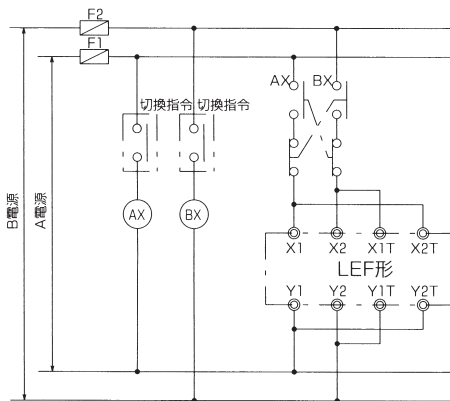 F2
F1
切換指令 切換指令
AX BX
AX BX
B電源
A電源
X1 X2 X1T X2T
LEF形
Y1 Y2 Y1T Y2T